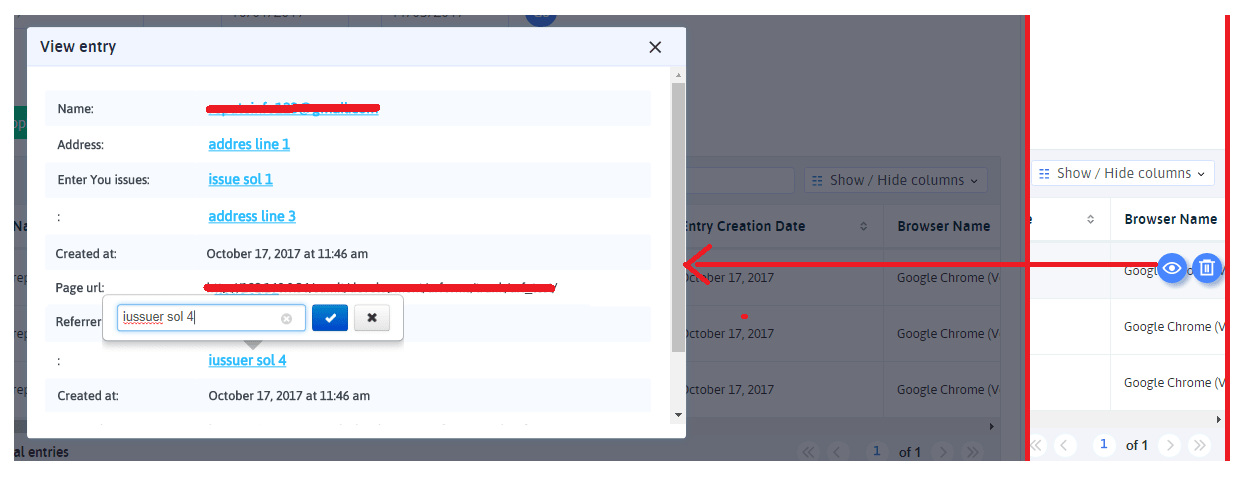 View entry
Name:
Address: addres line 1
Enter You issues: issue sol 1
: address line 3
Created at: October 17, 2017 at 11:46 am
Page url:
iussuer sol 4
Referrer
: iussuer sol 4
Created at: October 17, 2017 at 11:46 am
al entries
Show / Hide columns
Entry Creation Date Browser Name
October 17, 2017 Google Chrome (V
October 17, 2017 Google Chrome (V
October 17, 2017 Google Chrome (V
1 of 1
Show / Hide columns
Browser Name
Google Chrome (V
Google Chrome (V
1 of 1